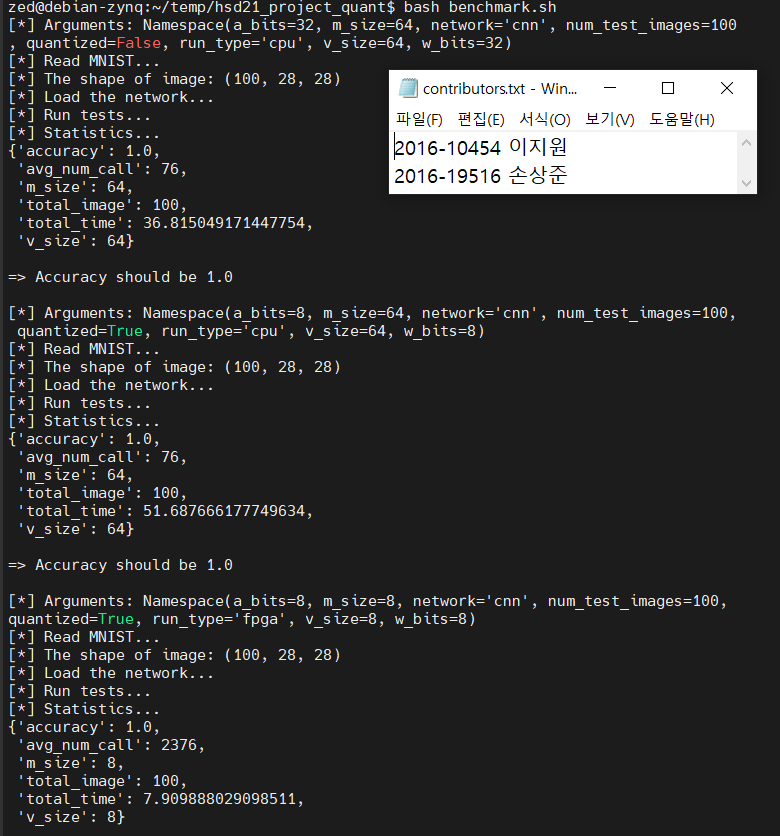 zed@debian-zynq:~/temp/hsd21_project_quant$ bash benchmark.sh
[*] Arguments: Namespace(a_bits=32, m_size=64, network='cnn', num_test_images=100
, quantized=False, run_type='cpu', v_size=64, w_bits=32)
[*] Read MNIST...
[*] The shape of image: (100, 28, 28)
[*] Load the network...
[*] Run tests...
[*] Statistics...
{'accuracy': 1.0,
 'avg_num_call': 76,
 'm_size': 64,
 'total_image': 100,
 'total_time': 36.815049171447754,
 'v_size': 64}
=> Accuracy should be 1.0
[*] Arguments: Namespace(a_bits=8, m_size=64, network='cnn', num_test_images=100,
 quantized=True, run_type='cpu', v_size=64, w_bits=8)
[*] Read MNIST...
[*] The shape of image: (100, 28, 28)
[*] Load the network...
[*] Run tests...
[*] Statistics...
{'accuracy': 1.0,
 'avg_num_call': 76,
 'm_size': 64,
 'total_image': 100,
 'total_time': 51.687666177749634,
 'v_size': 64}
=> Accuracy should be 1.0
[*] Arguments: Namespace(a_bits=8, m_size=8, network='cnn', num_test_images=100,
quantized=True, run_type='fpga', v_size=8, w_bits=8)
[*] Read MNIST...
[*] The shape of image: (100, 28, 28)
[*] Load the network...
[*] Run tests...
[*] Statistics...
{'accuracy': 1.0,
 'avg_num_call': 2376,
 'm_size': 8,
 'total_image': 100,
 'total_time': 7.909888029098511,
 'v_size': 8}
contributors.txt - Win...
파일(F) 편집(E) 서식(O) 보기(V) 도움말(H)
2016-10454 이지원
2016-19516 손상준